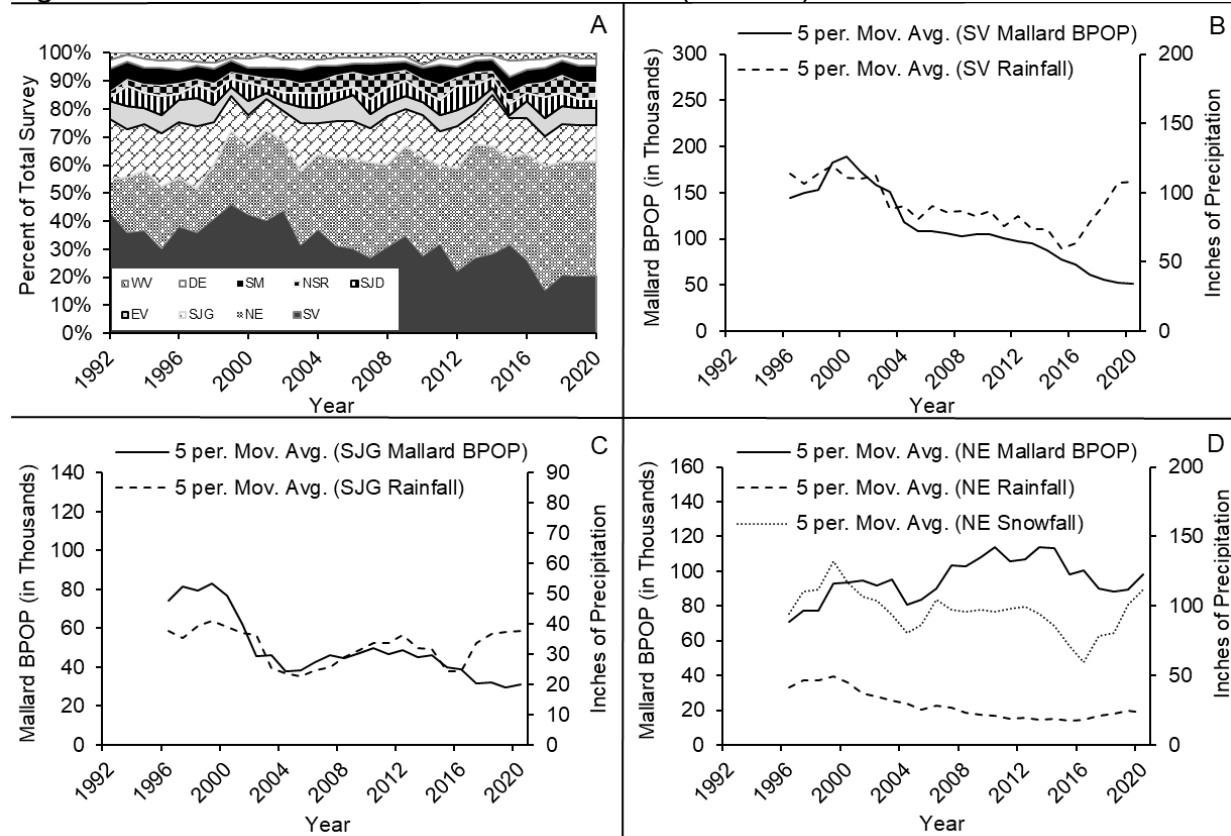 A
100%
90%
80%
70%
60%
50%
40%
30%
20%
10%
0%
Percent of Total Survey
WV DE SM NSR SJD
EV SJG NE SV
1992 1996 2000 2004 2008 2012 2016 2020
Year
B
5 per. Mov. Avg. (SV Mallard BPOP)
5 per. Mov. Avg. (SV Rainfall)
300
250
200
150
100
50
0
Mallard BPOP (in Thousands)
200
150
100
50
0
Inches of Precipitation
1992 1996 2000 2004 2008 2012 2016 2020
Year
C
5 per. Mov. Avg. (SJG Mallard BPOP)
5 per. Mov. Avg. (SJG Rainfall)
140
120
100
80
60
40
20
0
Mallard BPOP (in Thousands)
90
80
70
60
50
40
30
20
10
0
Inches of Precipitation
1992 1996 2000 2004 2008 2012 2016 2020
Year
D
5 per. Mov. Avg. (NE Mallard BPOP)
5 per. Mov. Avg. (NE Rainfall)
5 per. Mov. Avg. (NE Snowfall)
160
140
120
100
80
60
40
20
0
Mallard BPOP (in Thousands)
200
150
100
50
0
Inches of Precipitation
1992 1996 2000 2004 2008 2012 2016 2020
Year